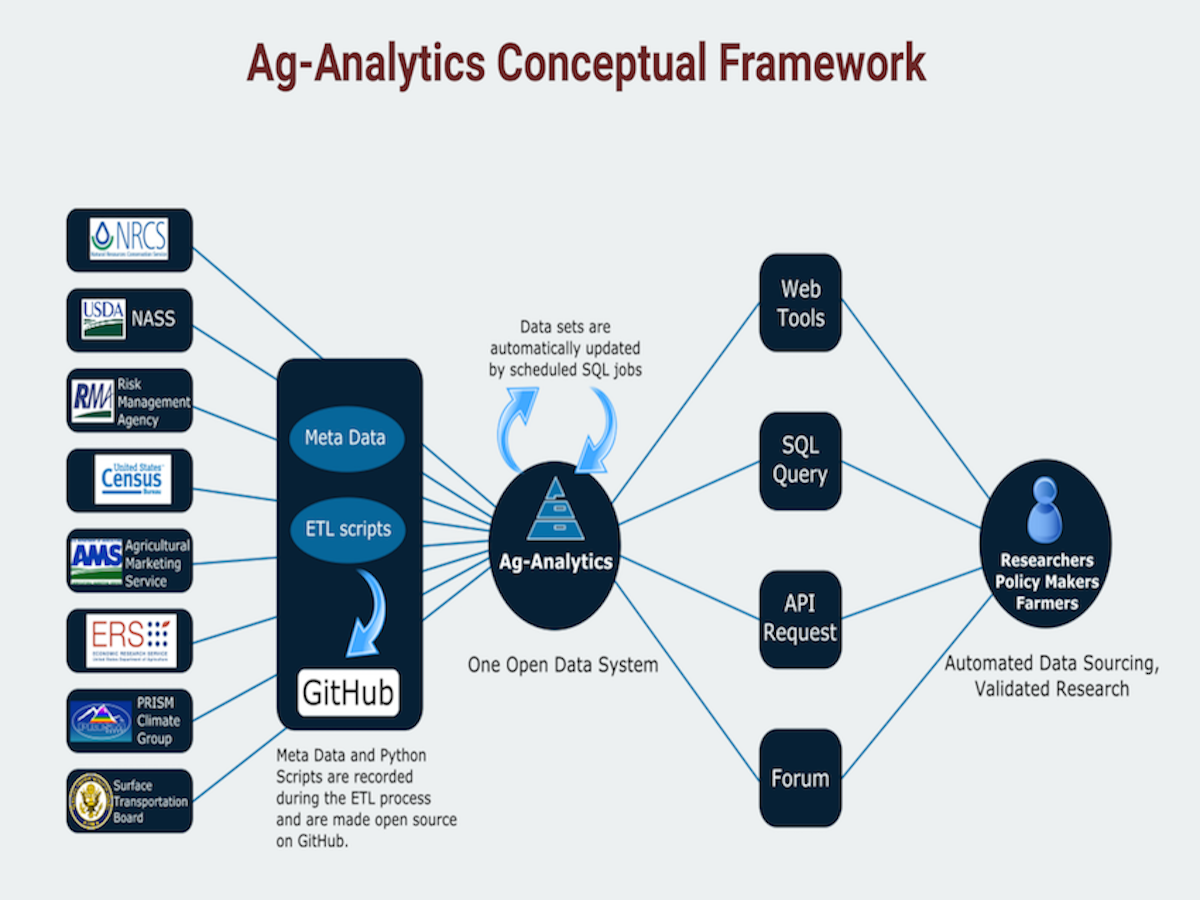 Ag-Analytics Conceptual Framework
NRCS
Natural Resources Conservation Service
USDA
NASS
RMA
Risk
Management
Agency
United States
Census
Bureau
AMS
Agricultural
Marketing
Service
ERS
ECONOMIC RESEARCH SERVICE
United States Department of Agriculture
PRISM
Climate
Group
Surface
Transportation
Board
Meta Data
ETL scripts
GitHub
Meta Data and Python
Scripts are recorded
during the ETL process
and are made open source
on GitHub.
Data sets are
automatically updated
by scheduled SQL jobs
Ag-Analytics
One Open Data System
Web
Tools
SQL
Query
API
Request
Forum
Researchers
Policy Makers
Farmers
Automated Data Sourcing,
Validated Research